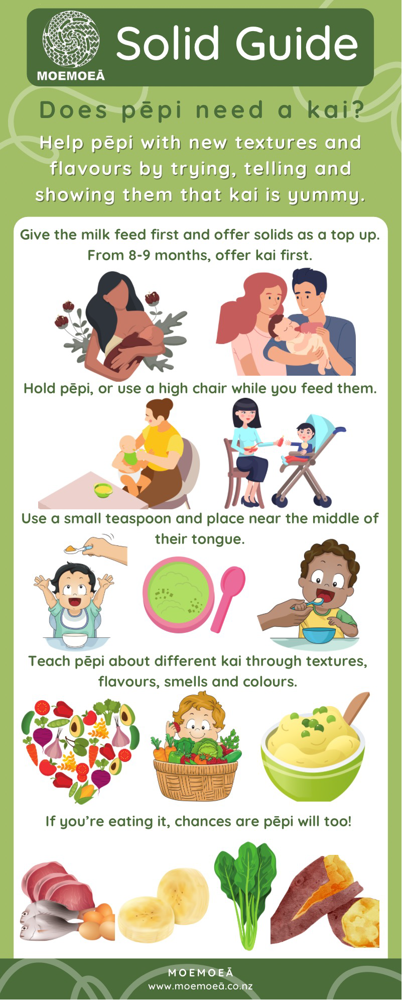 MOEMOEĀ
Solid Guide
Does pēpi need a kai?
Help pēpi with new textures and
flavours by trying, telling and
showing them that kai is yummy.
Give the milk feed first and offer solids as a top up.
From 8-9 months, offer kai first.
Hold pēpi, or use a high chair while you feed them.
Use a small teaspoon and place near the middle of
their tongue.
Teach pēpi about different kai through textures,
flavours, smells and colours.
If you’re eating it, chances are pēpi will too!
MOEMOEĀ
www.moemoeā.co.nz